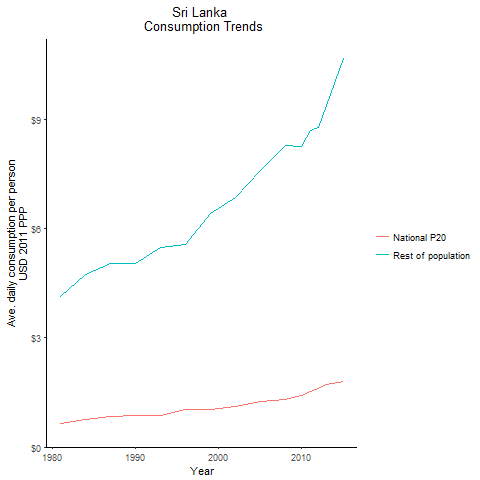 Sri Lanka
Consumption Trends
Ave. daily consumption per person
USD 2011 PPP
$9
$6
$3
$0
1980
1990
2000
2010
Year
National P20
Rest of population